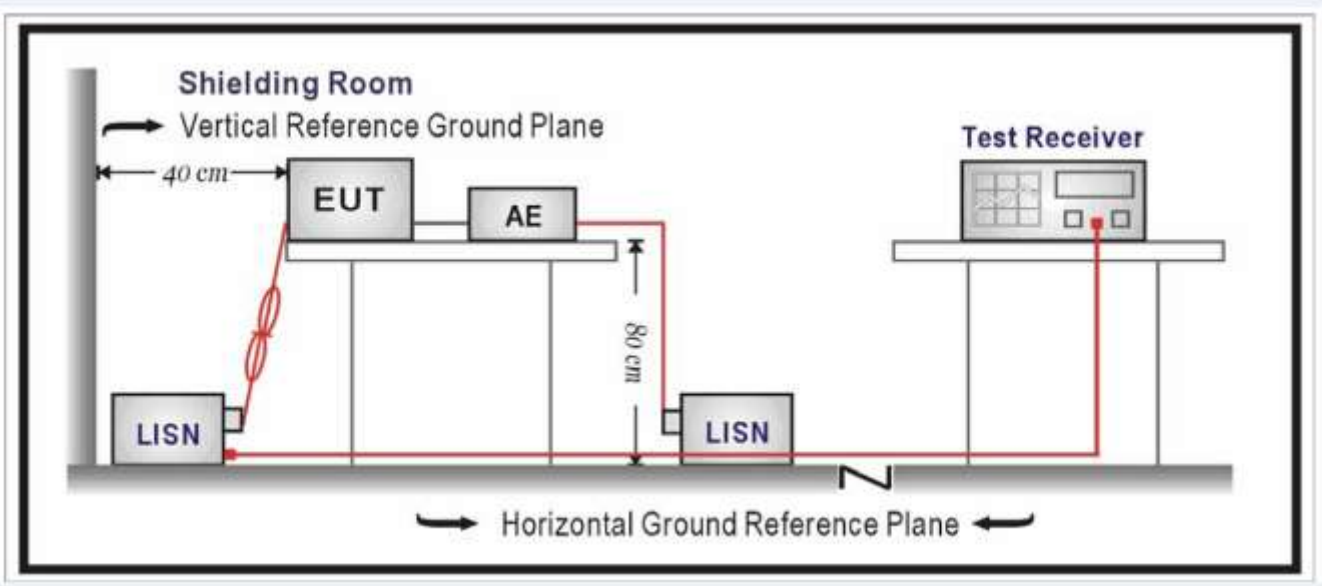 Shielding Room
Vertical Reference Ground Plane
Test Receiver
40 cm
EUT
AE
80 cm
LISN
LISN
Horizontal Ground Reference Plane